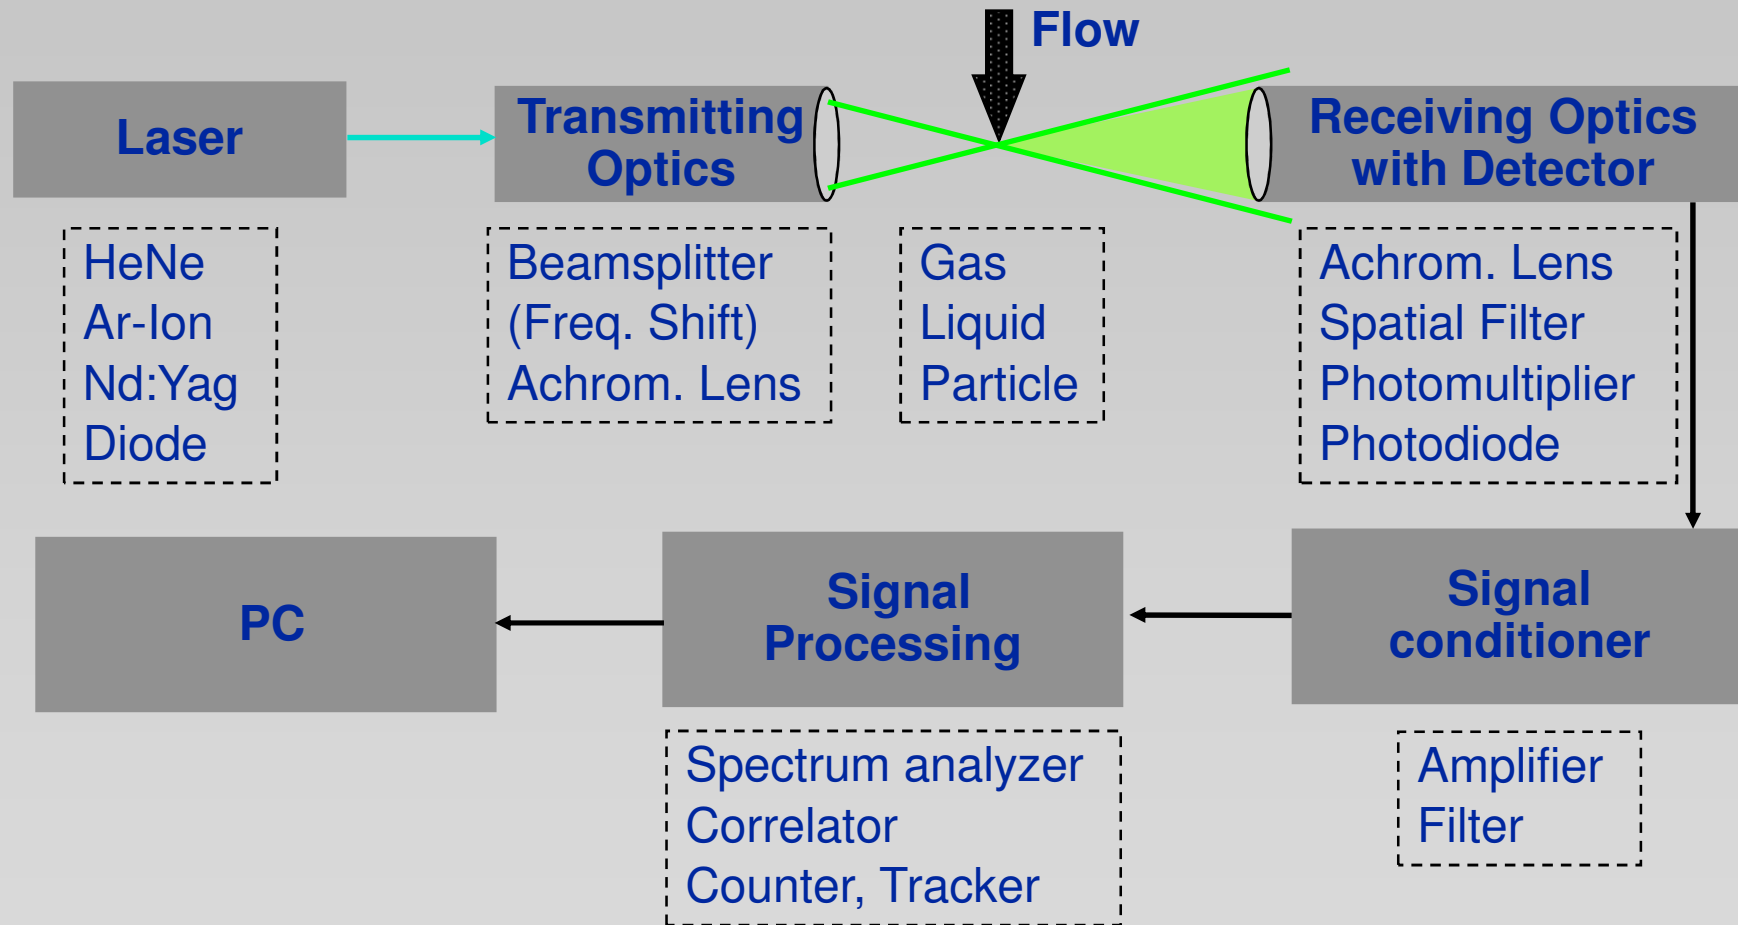 Flow
Laser
Transmitting
Optics
Receiving Optics
with Detector
HeNe
Ar-Ion
Nd:Yag
Diode
Beamsplitter
(Freq. Shift)
Achrom. Lens
Gas
Liquid
Particle
Achrom. Lens
Spatial Filter
Photomultiplier
Photodiode
PC
Signal
Processing
Signal
conditioner
Spectrum analyzer
Correlator
Counter, Tracker
Amplifier
Filter